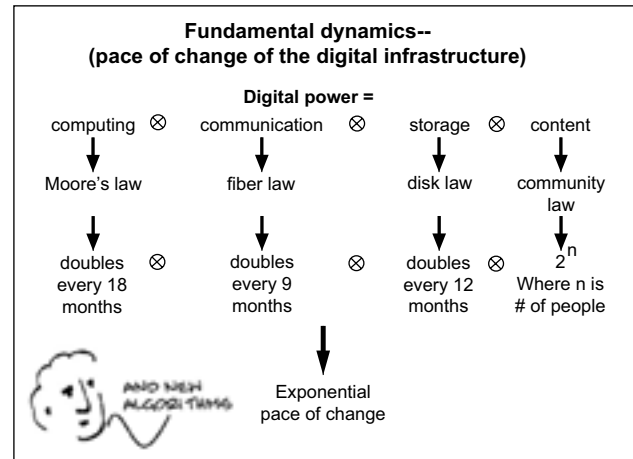 Fundamental dynamics--
(pace of change of the digital infrastructure)
Digital power =
computing ⊗ communication ⊗ storage ⊗ content
Moore's law fiber law disk law community
law
doubles ⊗ doubles ⊗ doubles ⊗ 2^n
every 18 every 9 every 12 Where n is
months months months # of people
AND NEW
ALGORITHMS
Exponential
pace of change